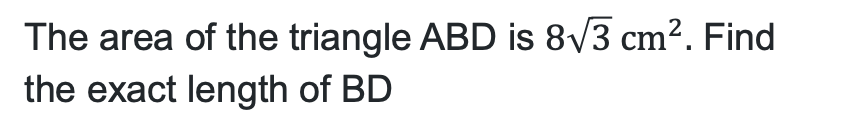 The area of the triangle ABD is 8√3 cm². Find
the exact length of BD